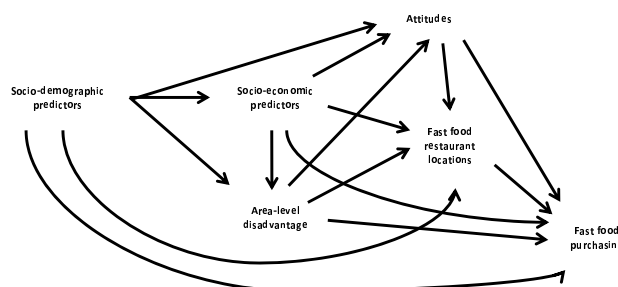 Attitudes
Socio-demographic
predictors
Socio-economic
predictors
Fast food
restaurant
locations
Area-level
disadvantage
Fast food
purchasin